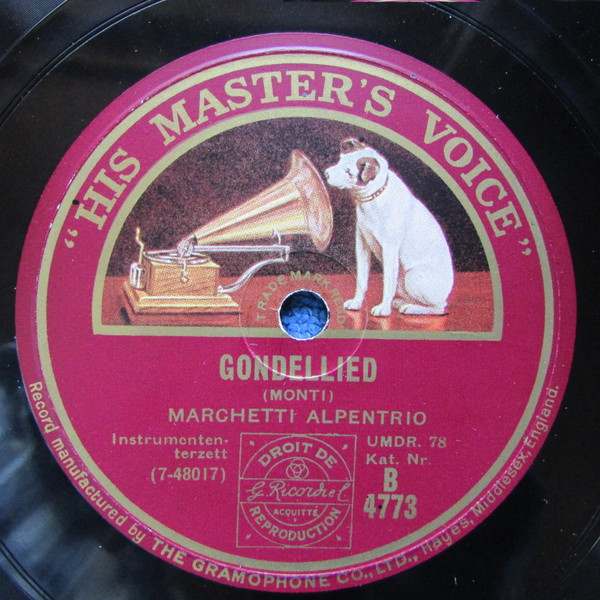 "HIS MASTER'S VOICE"
TRADE MARK
GONDELLIED
(MONTI)
MARCHETTI ALPENTRIO
Instrumenten-
terzett
(7-48017)
DROIT DE
G. Ricordi & C.
ACQUITTÉ
REPRODUCTION
UMDR. 78
Kat. Nr.
B
4773
Record manufactured by THE GRAMOPHONE CO., LTD., Hayes, Middlesex, England.